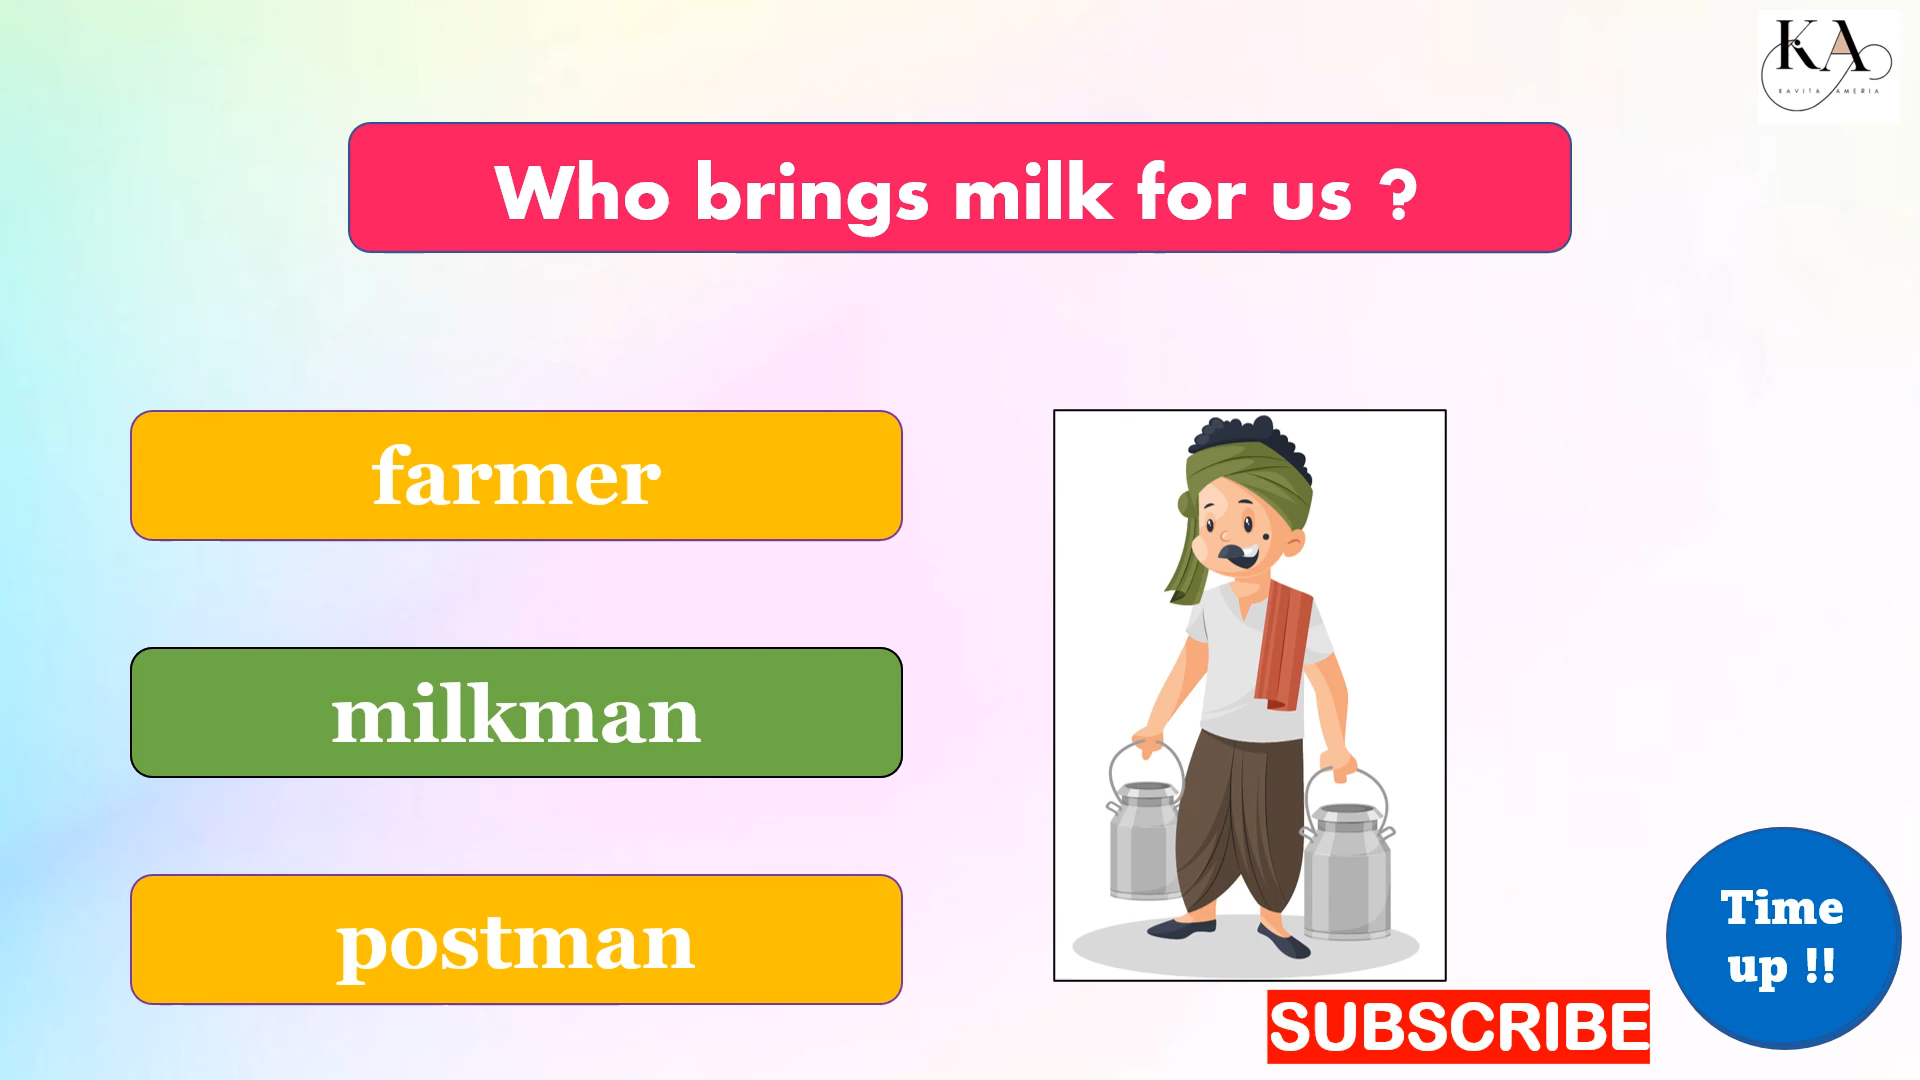 KA
KAVITA AMERIA
Who brings milk for us ?
farmer
milkman
postman
Time
up !!
SUBSCRIBE